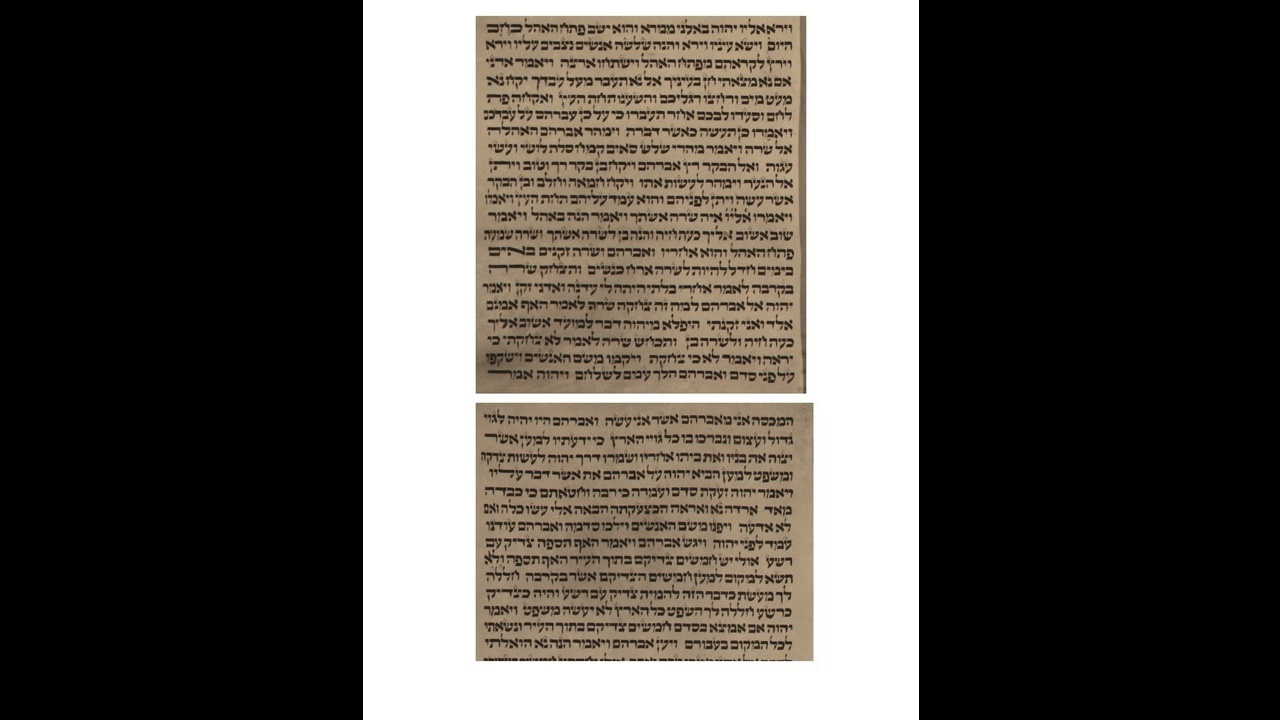 וירא אליו יהוה באלני ממרא והוא ישב פתח האהל כחם
היום וישא עיניו וירא והנה שלשה אנשים נצבים עליו וירא
וירץ לקראתם מפתח האהל וישתחו ארצה ויאמר אדני
אם נא מצאתי חן בעיניך אל נא תעבר מעל עבדך יקח נא
מעט מים ורחצו רגליכם והשענו תחת העץ ואקחה פת
לחם וסעדו לבכם אחר תעברו כי על כן עברתם על עבדכם
ויאמרו כן תעשה כאשר דברת וימהר אברהם האהלה
אל שרה ויאמר מהרי שלש סאים קמח סלת לושי ועשי
עגות ואל הבקר רץ אברהם ויקח בן בקר רך וטוב ויתן
אל הנער וימהר לעשות אתו ויקח חמאה וחלב ובן הבקר
אשר עשה ויתן לפניהם והוא עמד עליהם תחת העץ ויאכלו
ויאמרו אליו איה שרה אשתך ויאמר הנה באהל ויאמר
שוב אשוב אליך כעת חיה והנה בן לשרה אשתך ושרה שמעת
פתח האהל והוא אחריו ואברהם ושרה זקנים באים
בימים חדל להיות לשרה ארח כנשים ותצחק שרה
בקרבה לאמר אחרי בלתי היתה לי עדנה ואדני זקן ויאמר
יהוה אל אברהם למה זה צחקה שרה לאמר האף אמנם
אלד ואני זקנתי היפלא מיהוה דבר למועד אשוב אליך
כעת חיה ולשרה בן ותכחש שרה לאמר לא צחקתי כי
יראה ויאמר לא כי צחקת ויקמו משם האנשים וישקפו
על פני סדם ואברהם הלך עמם לשלחם ויהוה אמר
המכסה אני מאברהם אשר אני עשה ואברהם היו יהיה לגוי
גדול ועצום ונברכו בו כל גויי הארץ כי ידעתיו למען אשר
יצוה את בניו ואת ביתו אחריו ושמרו דרך יהוה לעשות צדקה
ומשפט למען הביא יהוה על אברהם את אשר דבר עליו
ויאמר יהוה זעקת סדם ועמרה כי רבה וחטאתם כי כבדה
מאד ארדה נא ואראה הכצעקתה הבאה אלי עשו כלה ואם
לא אדעה ויפנו משם האנשים וילכו סדמה ואברהם עודנו
עמד לפני יהוה ויגש אברהם ויאמר האף תספה צדיק עם
רשע אולי יש חמשים צדיקם בתוך העיר האף תספה ולא
תשא למקום למען חמשים הצדיקם אשר בקרבה חללה
לך מעשת כדבר הזה להמית צדיק עם רשע והיה כצדיק
כרשע חללה לך השפט כל הארץ לא יעשה משפט ויאמר
יהוה אם אמצא בסדם חמשים צדיקם בתוך העיר ונשאתי
לכל המקום בעבורם ויען אברהם ויאמר הנה נא הואלתי